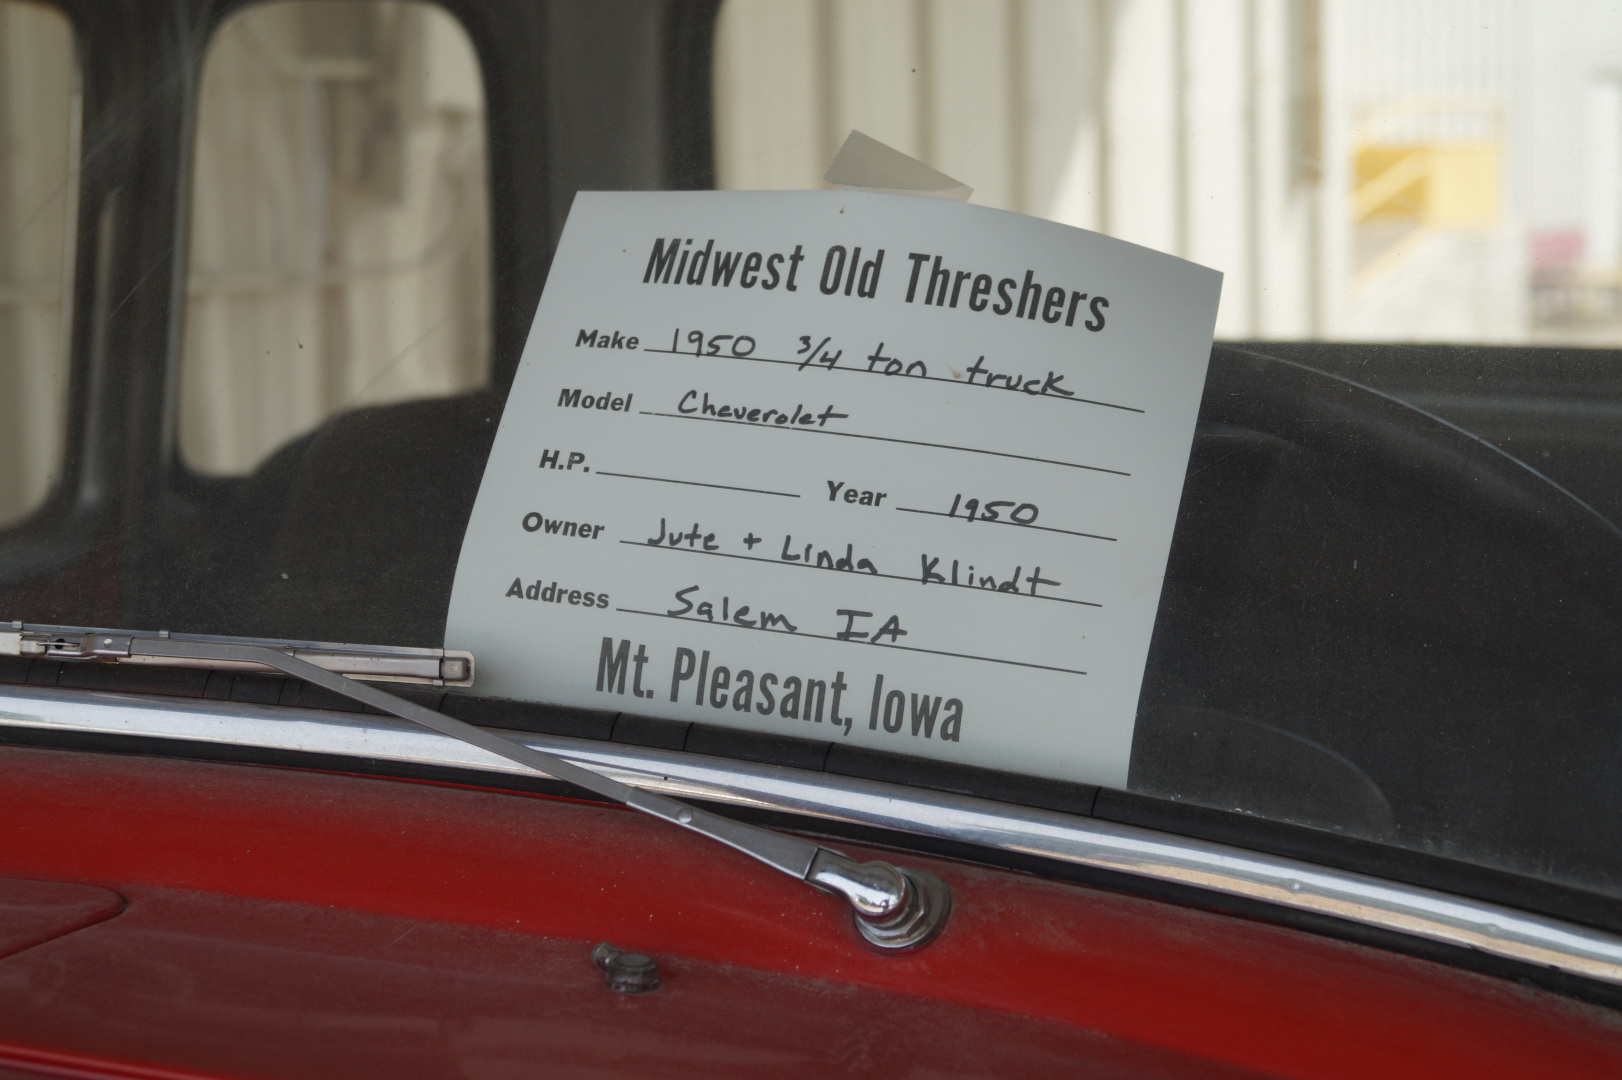 Midwest Old Threshers
Make 1950 3/4 ton truck
Model Cheverolet
H.P. Year 1950
Owner Jute + Linda Klindt
Address Salem IA
Mt. Pleasant, Iowa